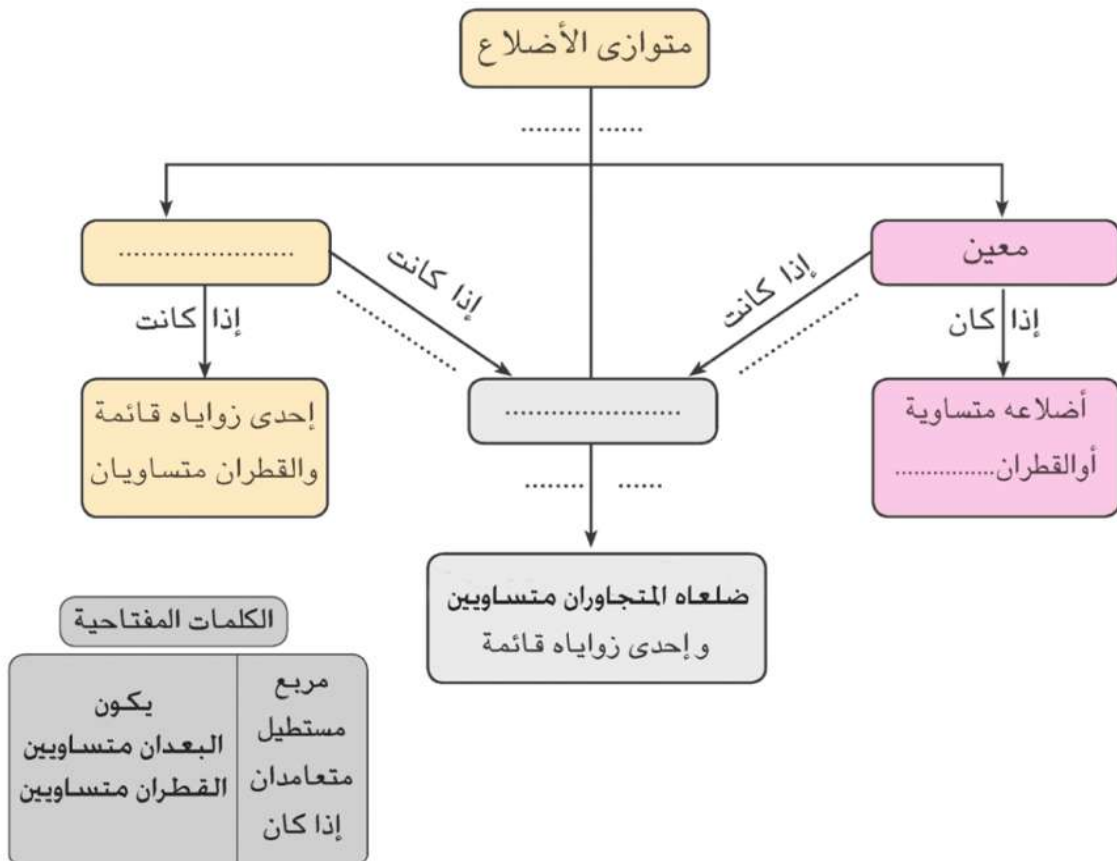 متوازى الأضلاع
...... ........
معين
......................
إذا كانت
................
إذا كانت
................
إذا كان
إذا كانت
......................
أضلاعه متساوية
أوالقطران................
إحدى زواياه قائمة
والقطران متساويان
...... ........
ضلعاه المتجاوران متساويين
و إحدى زواياه قائمة
الكلمات المفتاحية
مربع
مستطيل
متعامدان
إذا كان
يكون
البعدان متساويين
القطران متساويين